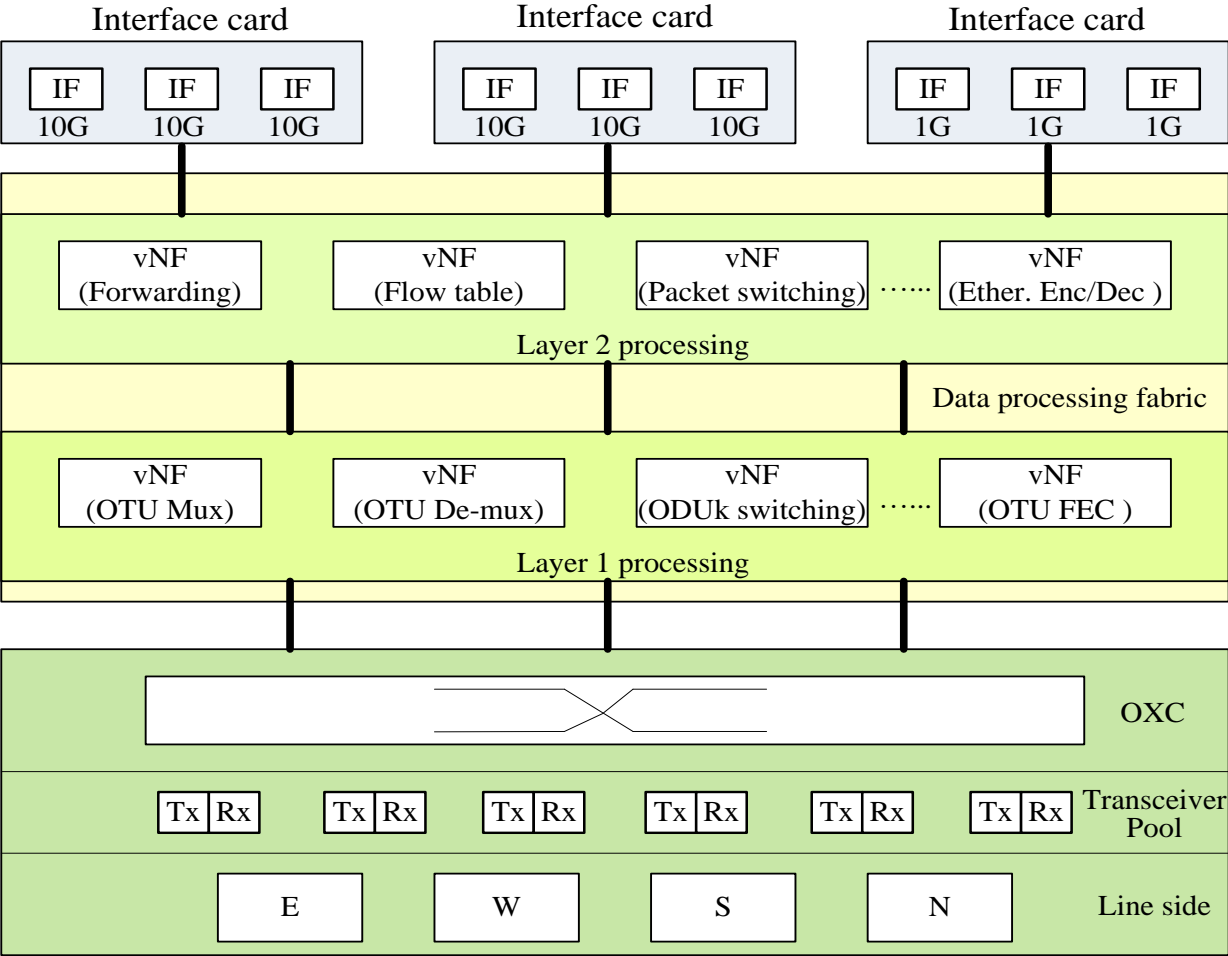 Interface card Interface card Interface card
IF IF IF IF IF IF IF IF IF
10G 10G 10G 10G 10G 10G 1G 1G 1G
vNF vNF vNF vNF
(Forwarding) (Flow table) (Packet switching) …... (Ether. Enc/Dec )
Layer 2 processing
Data processing fabric
vNF vNF vNF vNF
(OTU Mux) (OTU De-mux) (ODUk switching) …... (OTU FEC )
Layer 1 processing
OXC
Tx Rx Tx Rx Tx Rx Tx Rx Tx Rx Tx Rx Transceiver
Pool
E W S N Line side